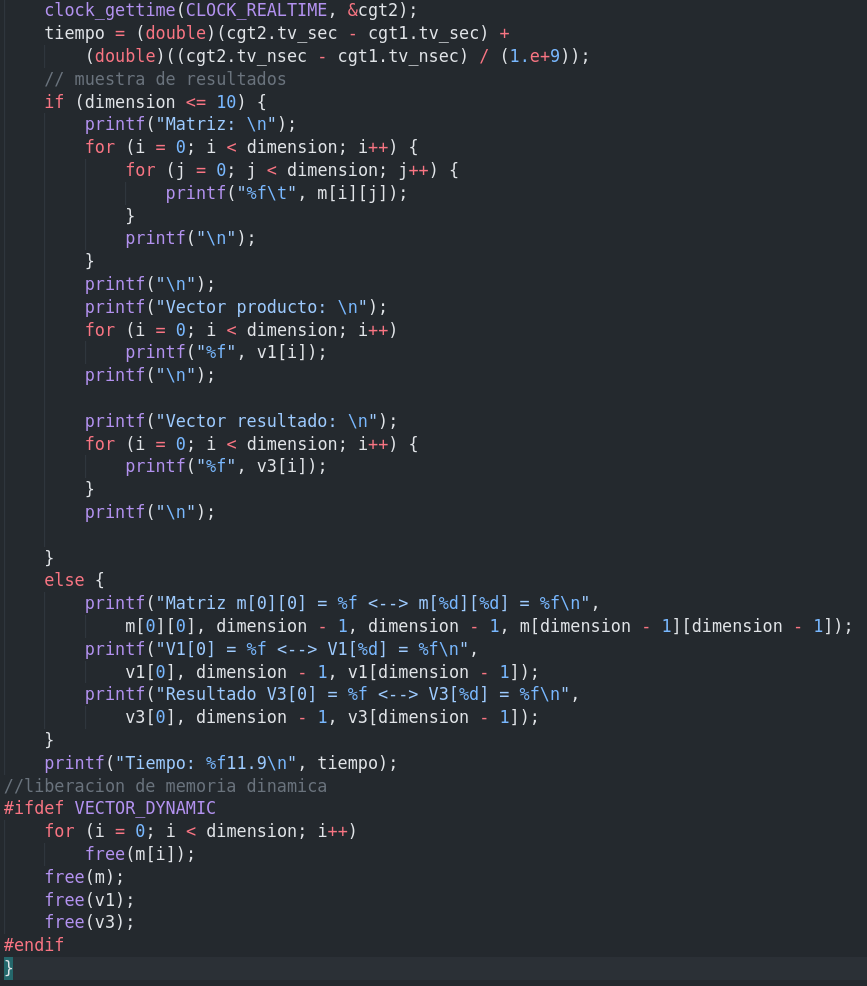 clock_gettime(CLOCK_REALTIME, &cgt2);
tiempo = (double)(cgt2.tv_sec - cgt1.tv_sec) +
(double)((cgt2.tv_nsec - cgt1.tv_nsec) / (1.e+9));
// muestra de resultados
if (dimension <= 10) {
printf("Matriz: \n");
for (i = 0; i < dimension; i++) {
for (j = 0; j < dimension; j++) {
printf("%f\t", m[i][j]);
}
printf("\n");
}
printf("\n");
printf("Vector producto: \n");
for (i = 0; i < dimension; i++)
printf("%f", v1[i]);
printf("\n");
printf("Vector resultado: \n");
for (i = 0; i < dimension; i++) {
printf("%f", v3[i]);
}
printf("\n");
}
else {
printf("Matriz m[0][0] = %f <--> m[%d][%d] = %f\n",
m[0][0], dimension - 1, dimension - 1, m[dimension - 1][dimension - 1]);
printf("V1[0] = %f <--> V1[%d] = %f\n",
v1[0], dimension - 1, v1[dimension - 1]);
printf("Resultado V3[0] = %f <--> V3[%d] = %f\n",
v3[0], dimension - 1, v3[dimension - 1]);
}
printf("Tiempo: %f11.9\n", tiempo);
//liberacion de memoria dinamica
#ifdef VECTOR_DYNAMIC
for (i = 0; i < dimension; i++)
free(m[i]);
free(m);
free(v1);
free(v3);
#endif
}